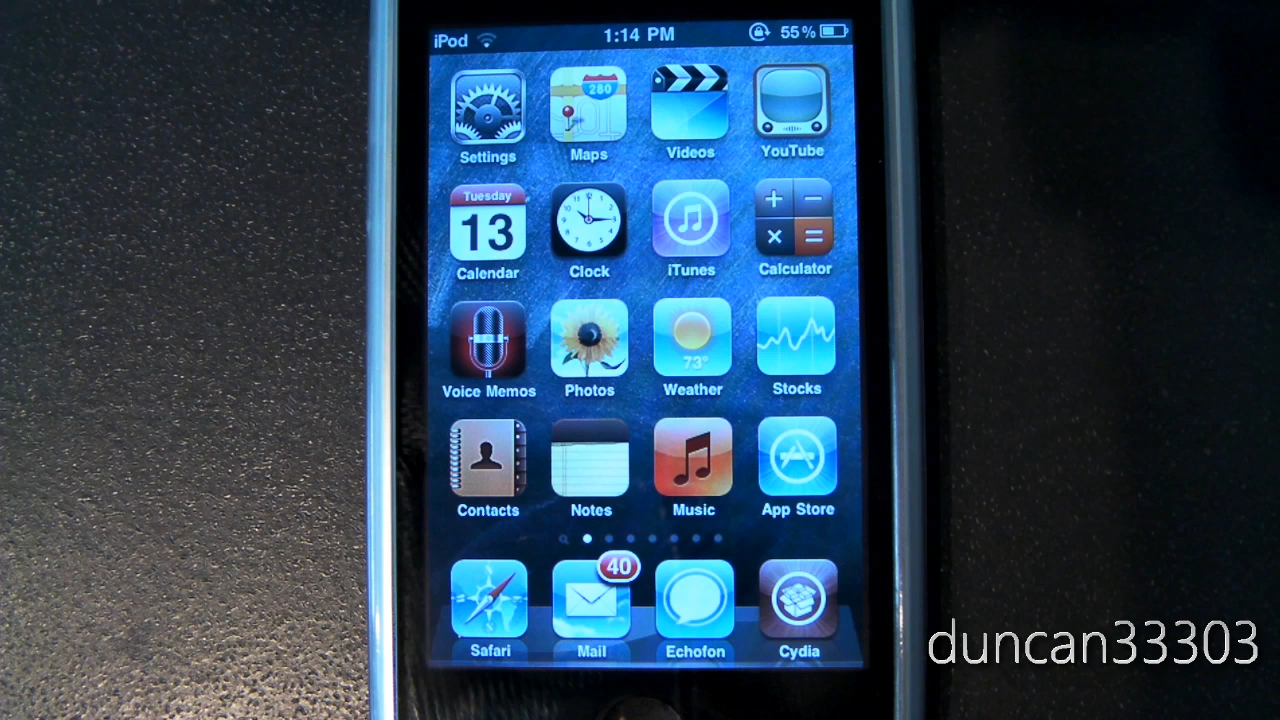 iPod 1:14 PM 55%
280
Settings Maps Videos YouTube
Tuesday
13
Calendar Clock iTunes Calculator
73°
Voice Memos Photos Weather Stocks
Contacts Notes Music App Store
40
Safari Mail Echofon Cydia
duncan33303